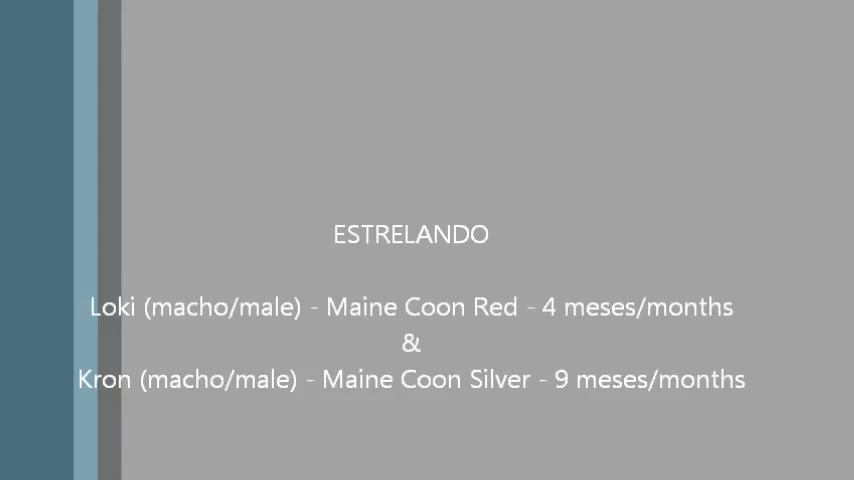 ESTRELANDO
Loki (macho/male) - Maine Coon Red - 4 meses/months
&
Kron (macho/male) - Maine Coon Silver - 9 meses/months